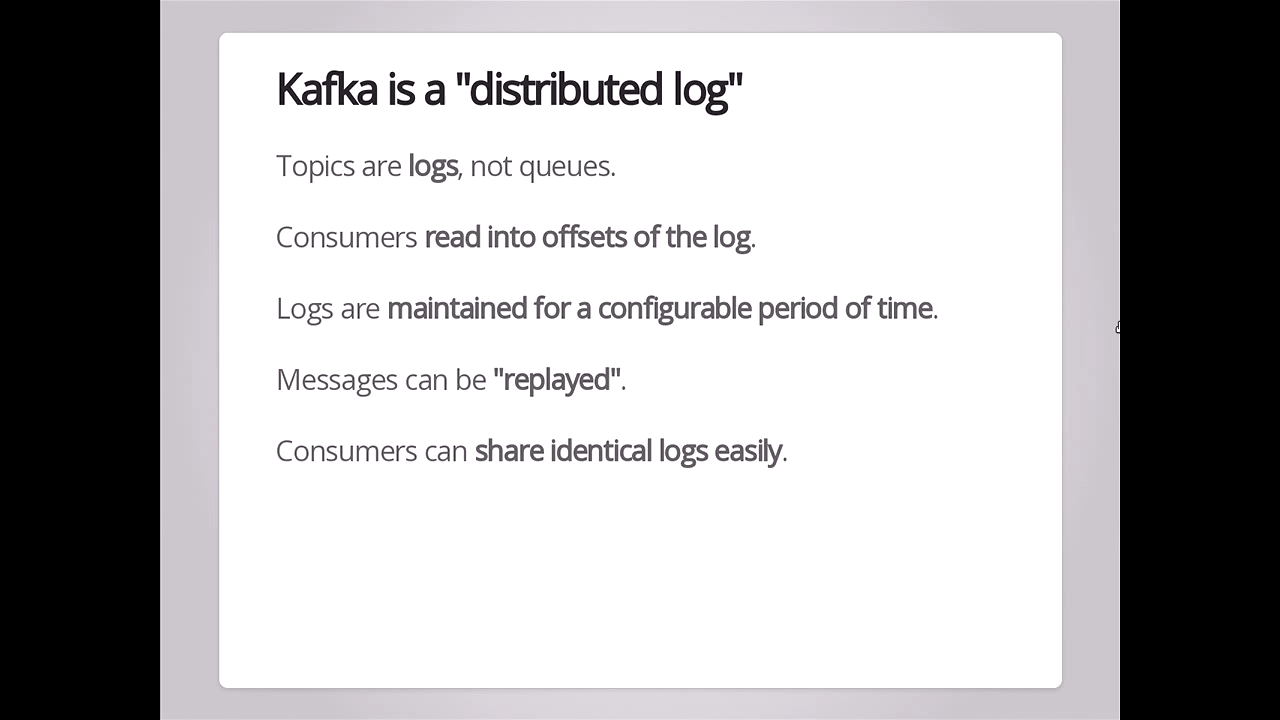 Kafka is a "distributed log"
Topics are logs, not queues.
Consumers read into offsets of the log.
Logs are maintained for a configurable period of time.
Messages can be "replayed".
Consumers can share identical logs easily.